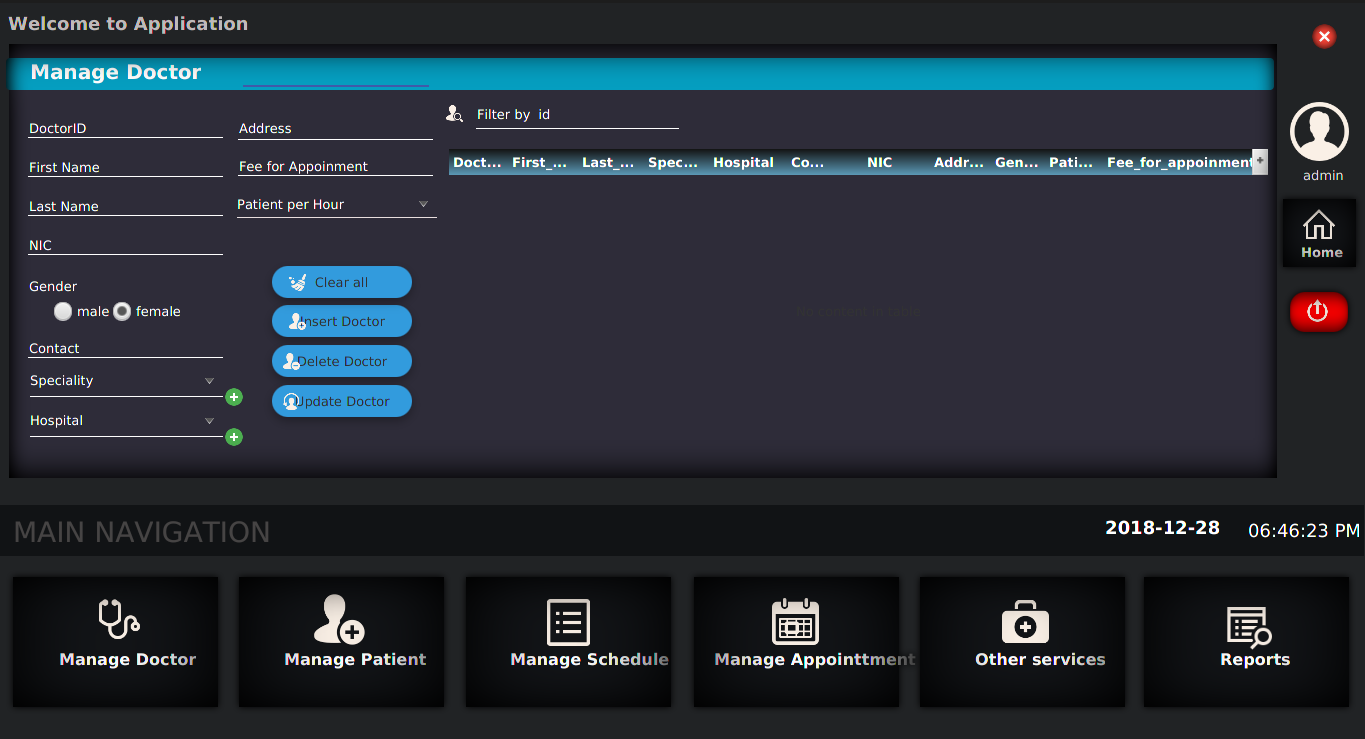 Welcome to Application
Manage Doctor
DoctorID
First Name
Last Name
NIC
Gender
male female
Contact
Speciality
Hospital
Address
Fee for Appoinment
Patient per Hour
Clear all
Insert Doctor
Delete Doctor
Update Doctor
Filter by id
Doct... First_... Last_... Spec... Hospital Co... NIC Addr... Gen... Pati... Fee_for_appoinment +
admin
Home
MAIN NAVIGATION
2018-12-28 06:46:23 PM
Manage Doctor
Manage Patient
Manage Schedule
Manage Appointtment
Other services
Reports